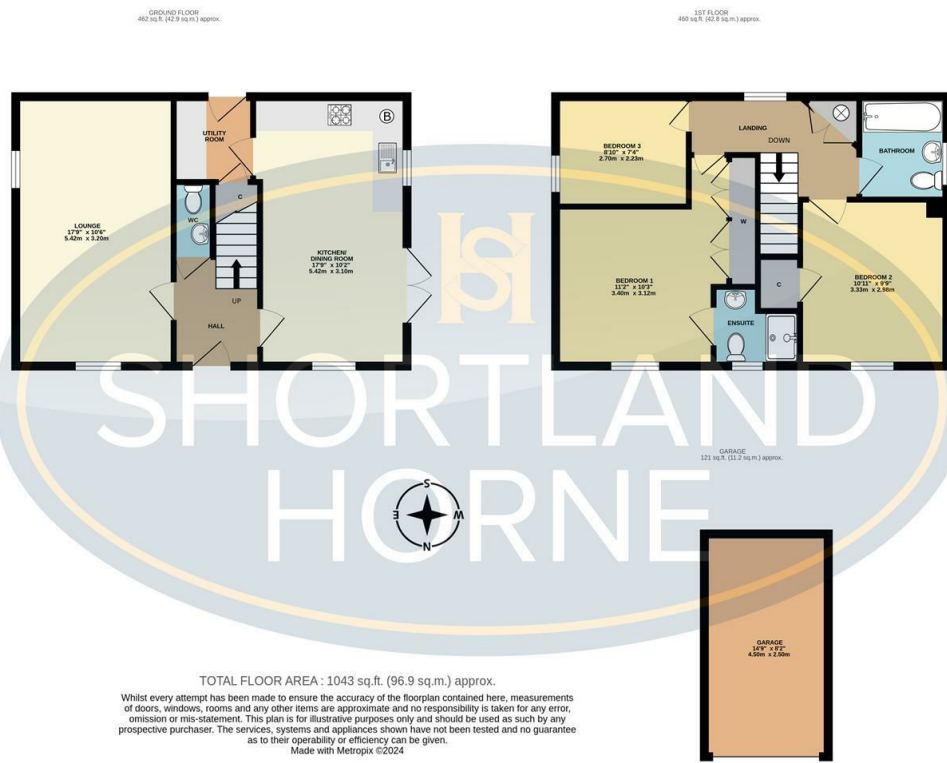 GROUND FLOOR
462 sq.ft. (42.9 sq.m.) approx.
1ST FLOOR
460 sq.ft. (42.8 sq.m.) approx.
UTILITY
ROOM
B
C
WC
LOUNGE
17'9" x 10'6"
5.42m x 3.20m
KITCHEN/
DINING ROOM
17'9" x 10'2"
5.42m x 3.10m
UP
HALL
LANDING
DOWN
BEDROOM 3
8'10" x 7'4"
2.70m x 2.23m
BATHROOM
W
BEDROOM 1
11'2" x 10'3"
3.40m x 3.12m
C
BEDROOM 2
10'11" x 9'9"
3.33m x 2.98m
ENSUITE
SH
SHORTLAND
HORNE
GARAGE
121 sq.ft. (11.2 sq.m.) approx.
S
E
W
N
GARAGE
14'9" x 8'2"
4.50m x 2.50m
TOTAL FLOOR AREA : 1043 sq.ft. (96.9 sq.m.) approx.
Whilst every attempt has been made to ensure the accuracy of the floorplan contained here, measurements
of doors, windows, rooms and any other items are approximate and no responsibility is taken for any error,
omission or mis-statement. This plan is for illustrative purposes only and should be used as such by any
prospective purchaser. The services, systems and appliances shown have not been tested and no guarantee
as to their operability or efficiency can be given.
Made with Metropix ©2024